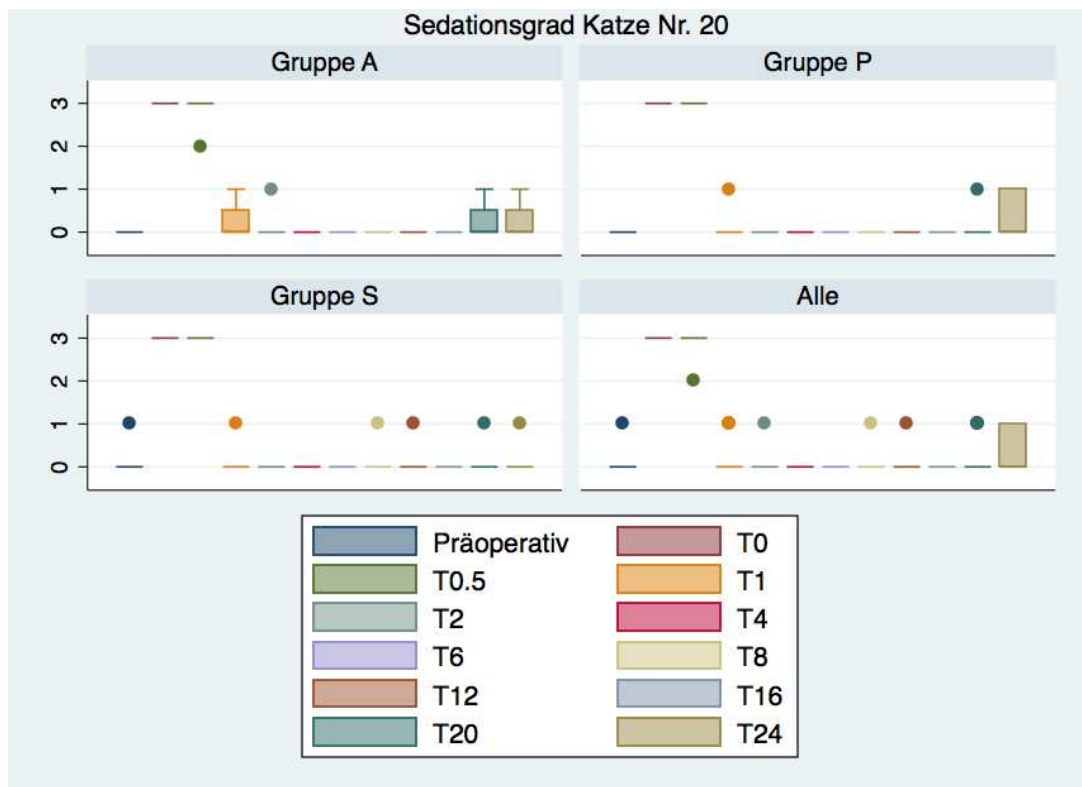 Sedationsgrad Katze Nr. 20
Gruppe A
Gruppe P
3
2
1
0
Gruppe S
Alle
3
2
1
0
Präoperativ
T0
T0.5
T1
T2
T4
T6
T8
T12
T16
T20
T24